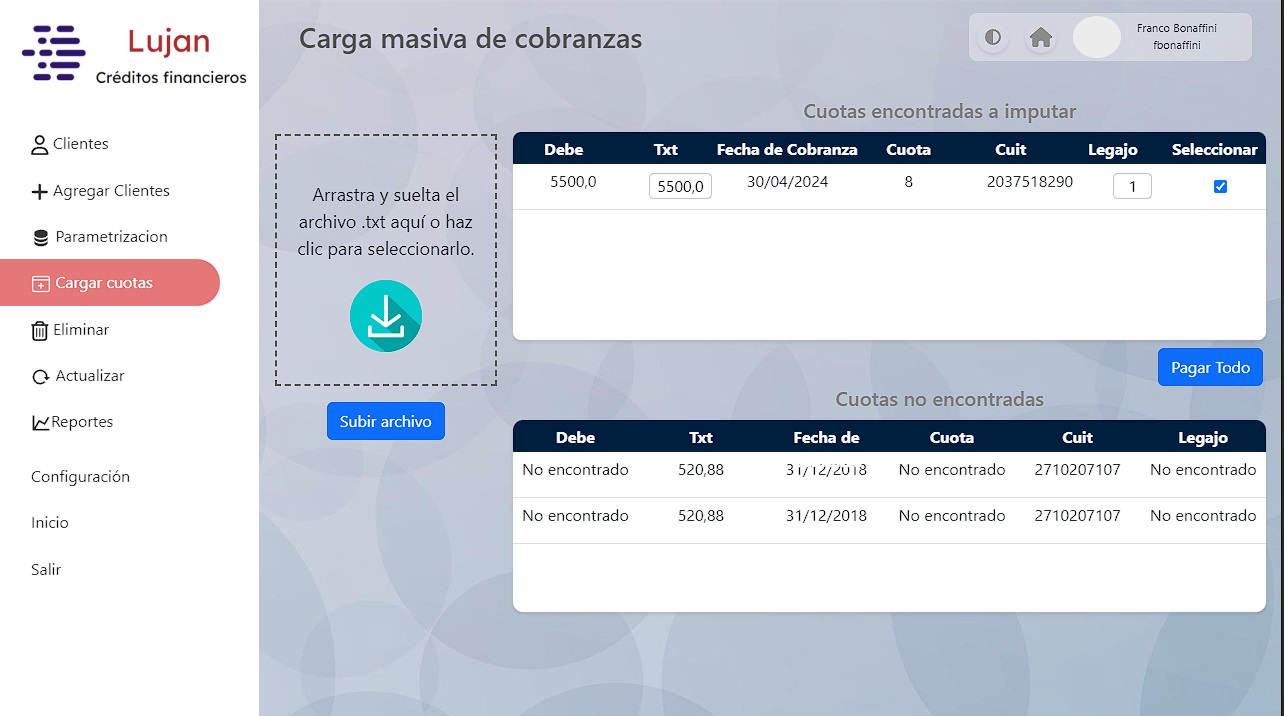 Lujan
Créditos financieros
Clientes
Agregar Clientes
Parametrizacion
Cargar cuotas
Eliminar
Actualizar
Reportes
Configuración
Inicio
Salir
Carga masiva de cobranzas
Franco Bonaffini
fbonaffini
Arrastra y suelta el
archivo .txt aquí o haz
clic para seleccionarlo.
Subir archivo
Cuotas encontradas a imputar
Debe Txt Fecha de Cobranza Cuota Cuit Legajo Seleccionar
5500,0 5500,0 30/04/2024 8 2037518290 1
Pagar Todo
Cuotas no encontradas
Debe Txt Fecha de Cuota Cuit Legajo
No encontrado 520,88 31/12/2018 No encontrado 2710207107 No encontrado
No encontrado 520,88 31/12/2018 No encontrado 2710207107 No encontrado